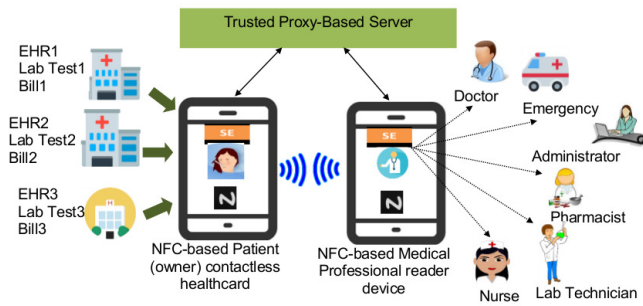 Trusted Proxy-Based Server
EHR1
Lab Test1
Bill1
EHR2
Lab Test2
Bill2
EHR3
Lab Test3
Bill3
SE
NFC-based Patient
(owner) contactless
healthcard
SE
NFC-based Medical
Professional reader
device
Doctor
Emergency
Administrator
Pharmacist
Lab Technician
Nurse